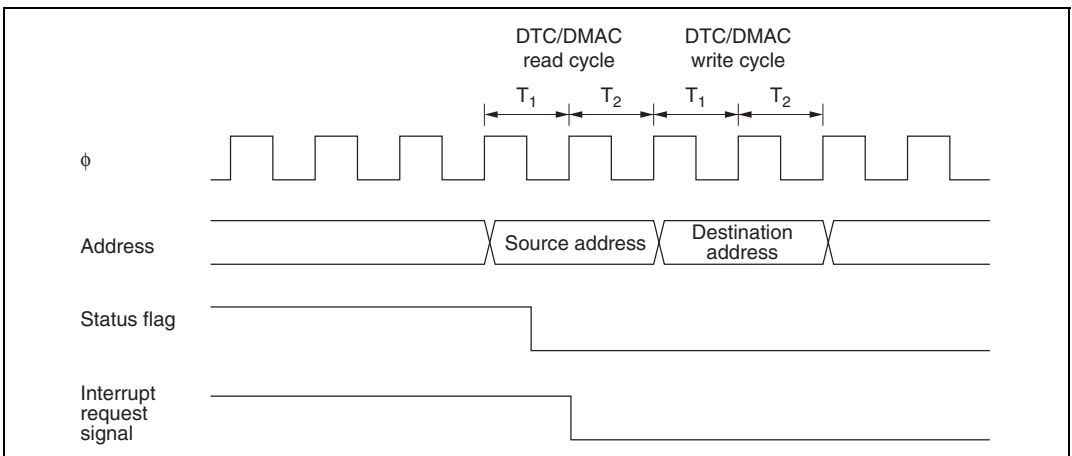 DTC/DMAC DTC/DMAC
read cycle write cycle
T1 T2 T1 T2
ϕ
Address Source address Destination address
Status flag
Interrupt
request
signal